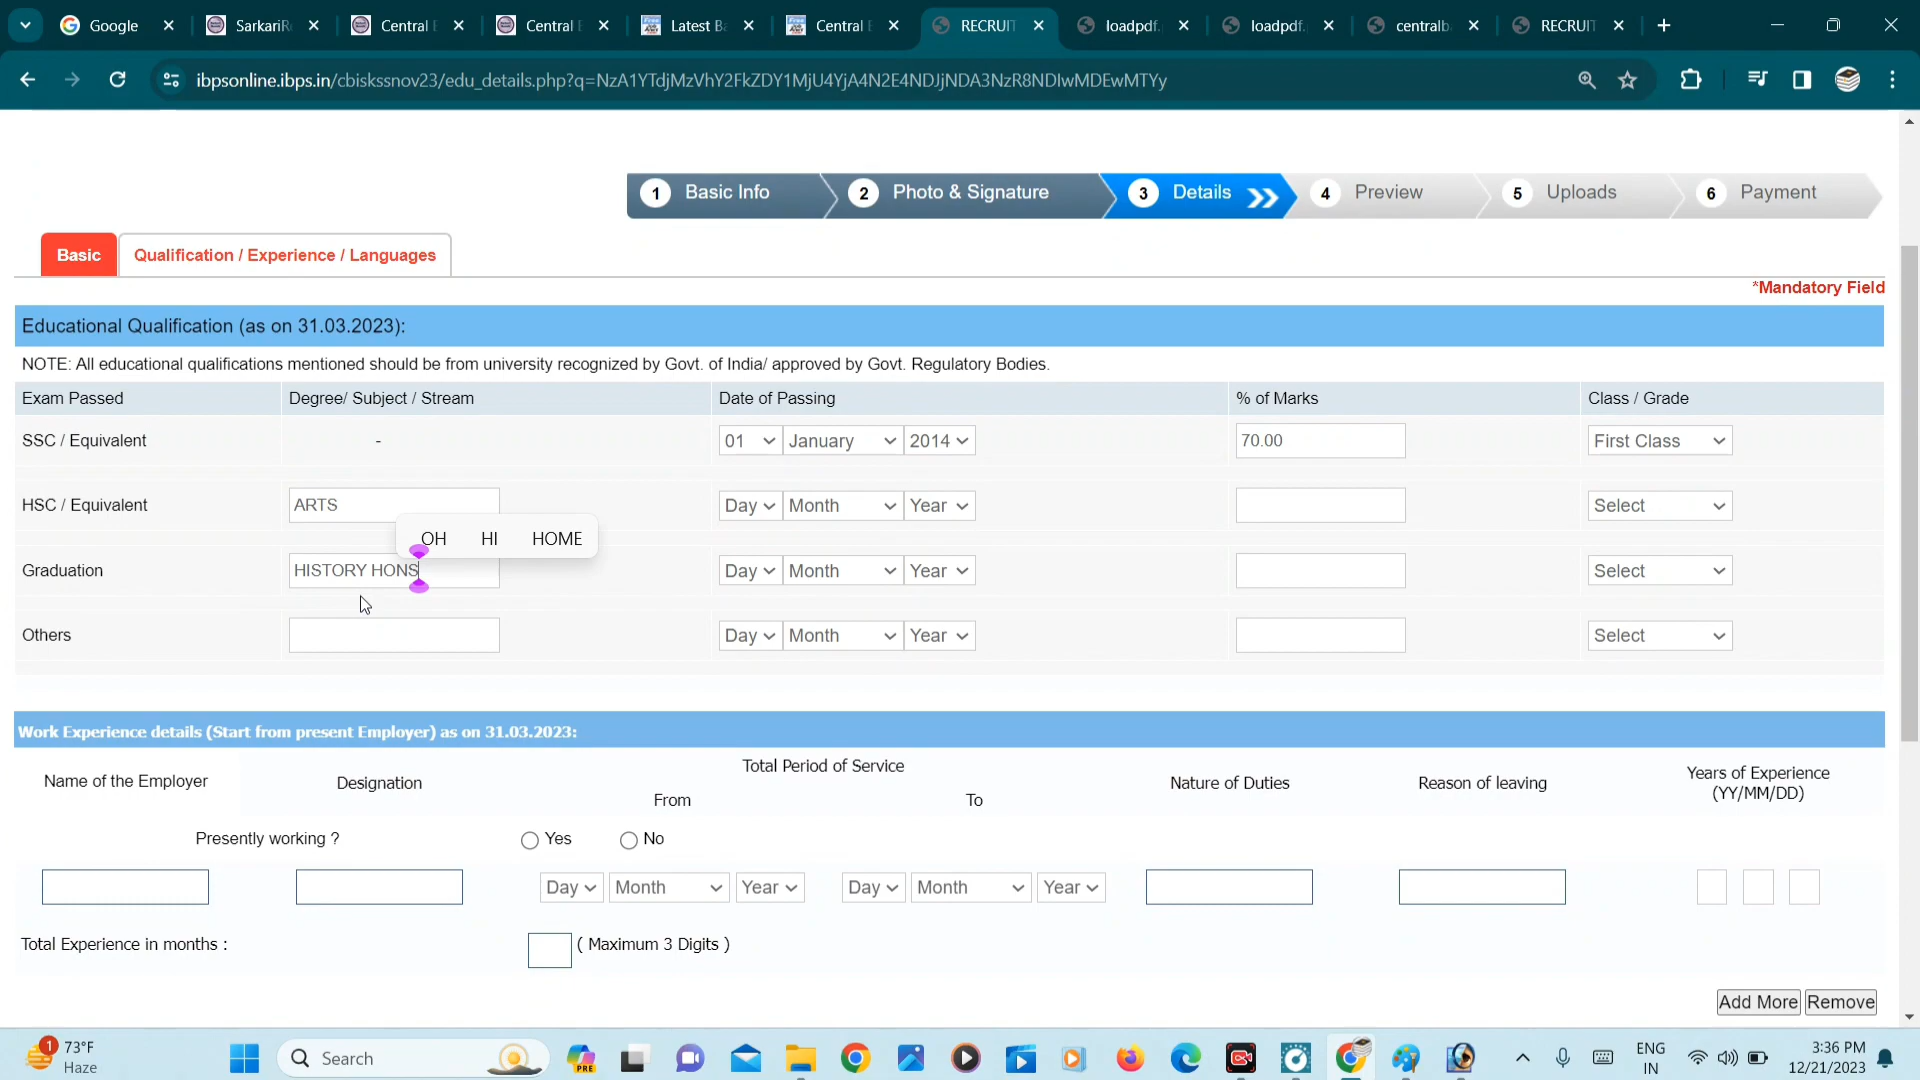 Google
SarkariR
Central E
Central E
Latest Ba
Central E
RECRUIT
loadpdf.
loadpdf.
centralb
RECRUIT
ibpsonline.ibps.in/cbiskssnov23/edu_details.php?q=NzA1YTdjMzVhY2FkZDY1MjU4YjA4N2E4NDJjNDA3NzR8NDIwMDEwMTYy
1 Basic Info
2 Photo & Signature
3 Details
4 Preview
5 Uploads
6 Payment
Basic
Qualification / Experience / Languages
*Mandatory Field
Educational Qualification (as on 31.03.2023):
NOTE: All educational qualifications mentioned should be from university recognized by Govt. of India/ approved by Govt. Regulatory Bodies.
Exam Passed Degree/ Subject / Stream Date of Passing % of Marks Class / Grade
SSC / Equivalent - 01 January 2014 70.00 First Class
HSC / Equivalent ARTS Day Month Year Select
OH HI HOME
Graduation HISTORY HONS Day Month Year Select
Others Day Month Year Select
Work Experience details (Start from present Employer) as on 31.03.2023:
Name of the Employer Designation Total Period of Service Nature of Duties Reason of leaving Years of Experience
From To (YY/MM/DD)
Presently working ? Yes No
Day Month Year Day Month Year
Total Experience in months : ( Maximum 3 Digits )
Add More Remove
1
73°F
Haze
Search
PRE
ENG
IN
3:36 PM
12/21/2023